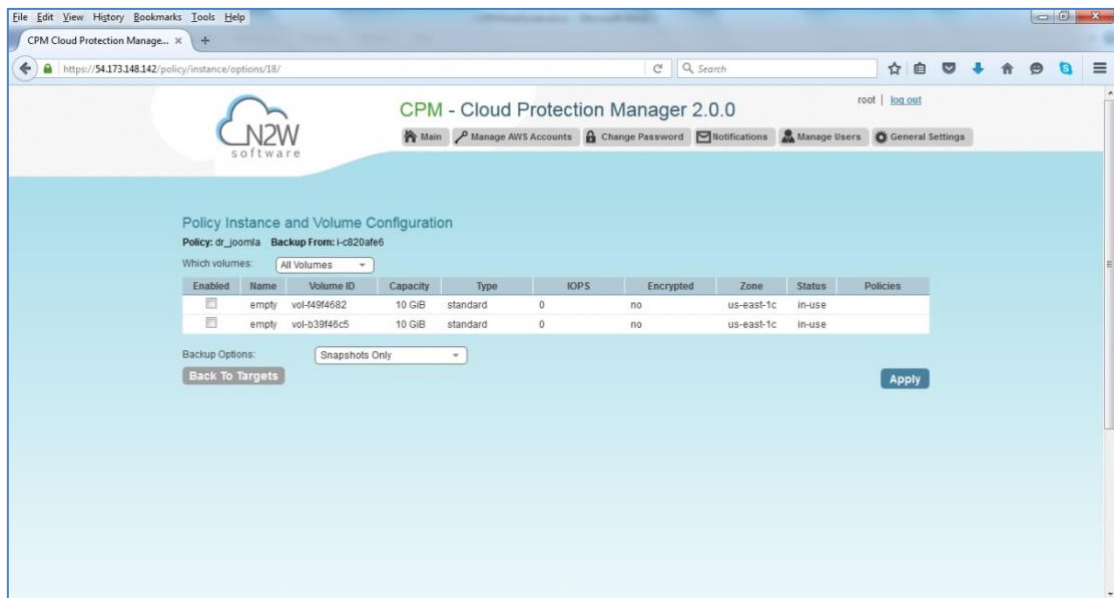 File Edit View History Bookmarks Tools Help
CPM Cloud Protection Manage...
https://54.173.148.142/policy/instance/options/18/
Search
N2W
software
CPM - Cloud Protection Manager 2.0.0
root | log out
Main Manage AWS Accounts Change Password Notifications Manage Users General Settings
Policy Instance and Volume Configuration
Policy: dr_joomla Backup From: i-c820afe6
Which volumes: All Volumes
Enabled Name Volume ID Capacity Type IOPS Encrypted Zone Status Policies
empty vol-f49f4682 10 GiB standard 0 no us-east-1c in-use
empty vol-b39f46c5 10 GiB standard 0 no us-east-1c in-use
Backup Options: Snapshots Only
Back To Targets
Apply